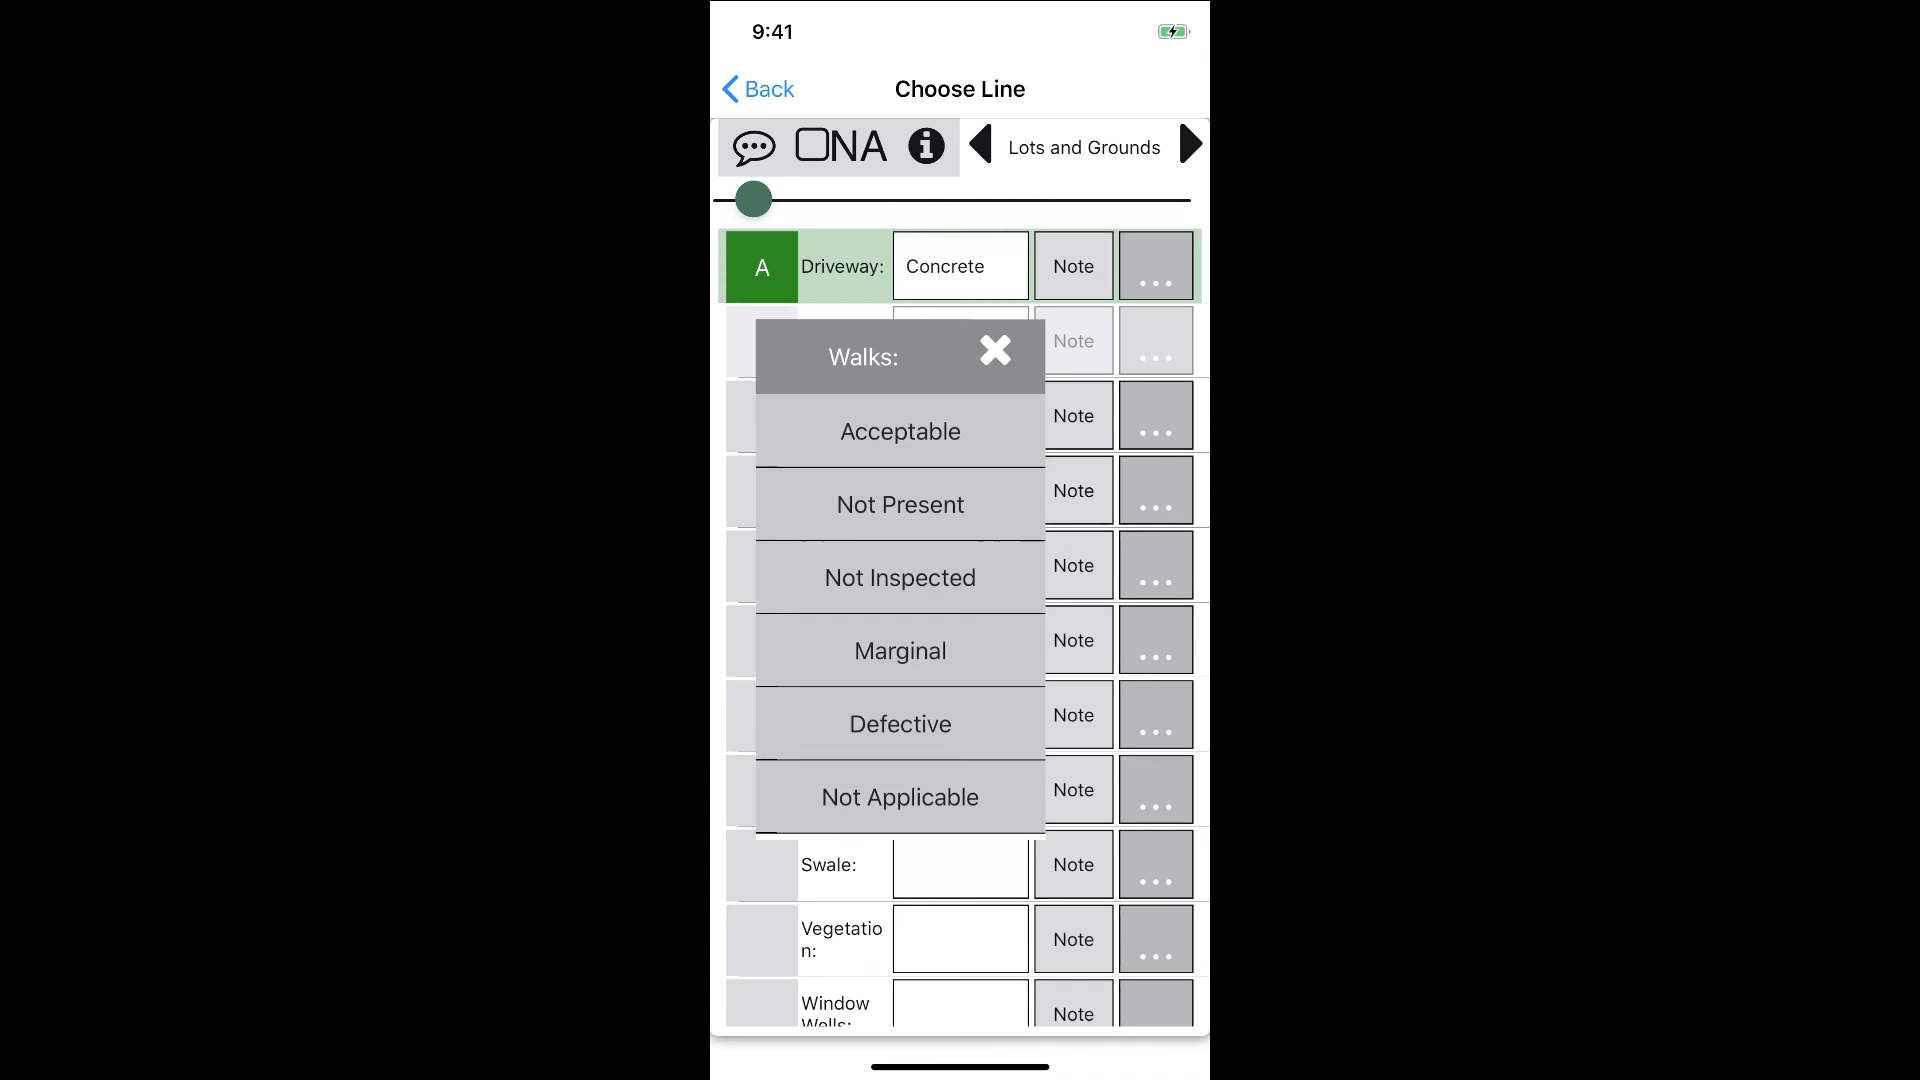 9:41
Back
Choose Line
NA
Lots and Grounds
A
Driveway:
Concrete
Note
...
Note
...
Walks:
Note
...
Acceptable
Note
...
Not Present
Note
...
Not Inspected
Note
...
Marginal
Note
...
Defective
Note
...
Not Applicable
Swale:
Note
...
Vegetatio
n:
Note
...
Window
Wells:
Note